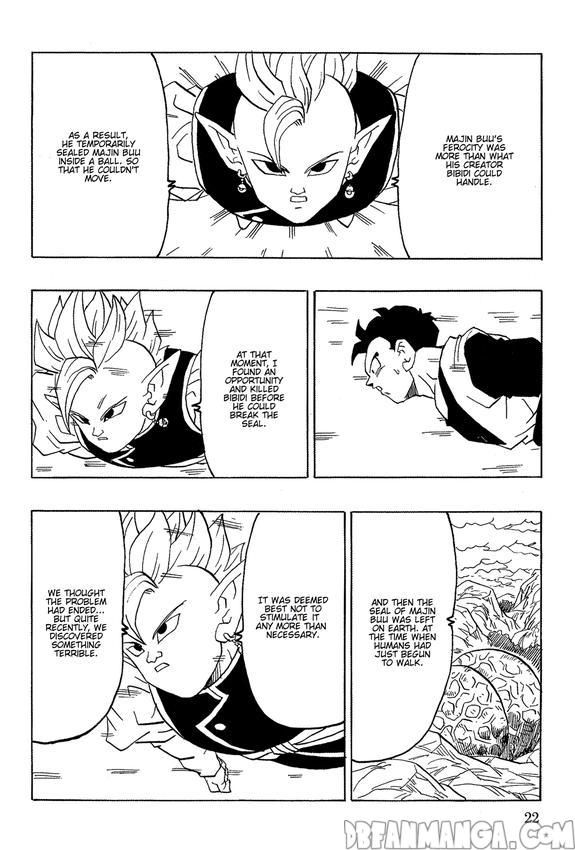 MAJIN BUU'S
FEROCITY
WAS MORE
THAN WHAT
HIS CREATOR
BIBIDI COULD
HANDLE.
AS A RESULT,
HE TEMPORARILY
SEALED MAJIN BUU
INSIDE A BALL. SO
THAT HE COULDN'T
MOVE.
AT THAT
MOMENT, I
FOUND AN
OPPORTUNITY
AND KILLED
BIBIDI BEFORE
HE COULD
BREAK THE
SEAL.
AND THEN THE
SEAL OF MAJIN
BUU WAS LEFT
ON EARTH. AT
THE TIME WHEN
HUMANS HAD
JUST BEGUN
TO WALK.
IT WAS DEEMED
BEST NOT TO
STIMULATE IT
ANY MORE THAN
NECESSARY.
WE THOUGHT
THE PROBLEM
HAD ENDED...
BUT QUITE
RECENTLY, WE
DISCOVERED
SOMETHING
TERRIBLE.
22
DBFANMANGA.COM